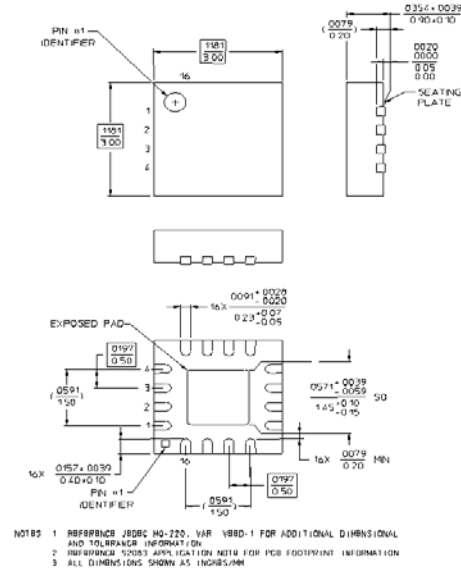 PIN #1
IDENTIFIER
16
1181
3.00
1181
3.00
1
2
3
4
0354±0039
0.90±0.10
(0079
0.20)
0020
0000
0.05
0.00
SEATING
PLATE
16X 0091 +0028 -0020
0.23 +0.07 -0.05
EXPOSED PAD
0197
0.50
(0591
1.50)
4
3
2
1
0571 +0039 -0059 SQ
1.45 +0.10 -0.15
16X 0157±0039
0.40±0.10
16
PIN #1
IDENTIFIER
(0591
1.50)
0197
0.50
16X 0079 MIN
0.20
NOTES 1 REFERENCE JEDEC MO-220, VAR VBBD-1 FOR ADDITIONAL DIMENSIONAL
AND TOLERANCE INFORMATION
2 REFERENCE S2083 APPLICATION NOTE FOR PCB FOOTPRINT INFORMATION
3 ALL DIMENSIONS SHOWN AS INCHES/MM